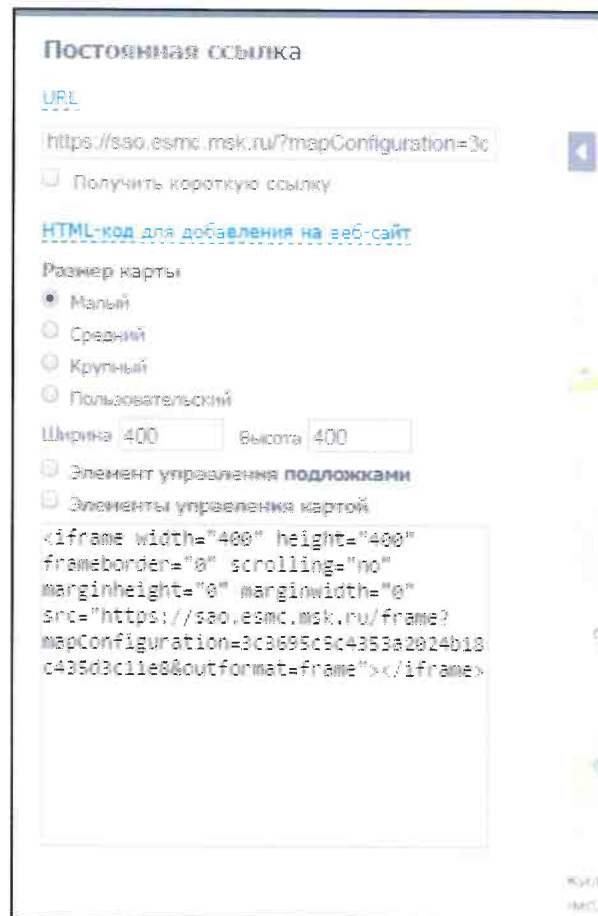 Постоянная ссылка
URL
https://sao.esmc.msk.ru/?mapConfiguration=3c
Получить короткую ссылку
HTML-код для добавления на веб-сайт
Размер карты
Малый
Средний
Крупный
Пользовательский
Ширина 400 Высота 400
Элемент управления подложками
Элементы управления картой
<iframe width="400" height="400"
frameborder="0" scrolling="no"
marginheight="0" marginwidth="0"
src="https://sao.esmc.msk.ru/frame?
mapConfiguration=3c3695c5c4353a2024b18
c435d3c11e8&outformat=frame"></iframe>